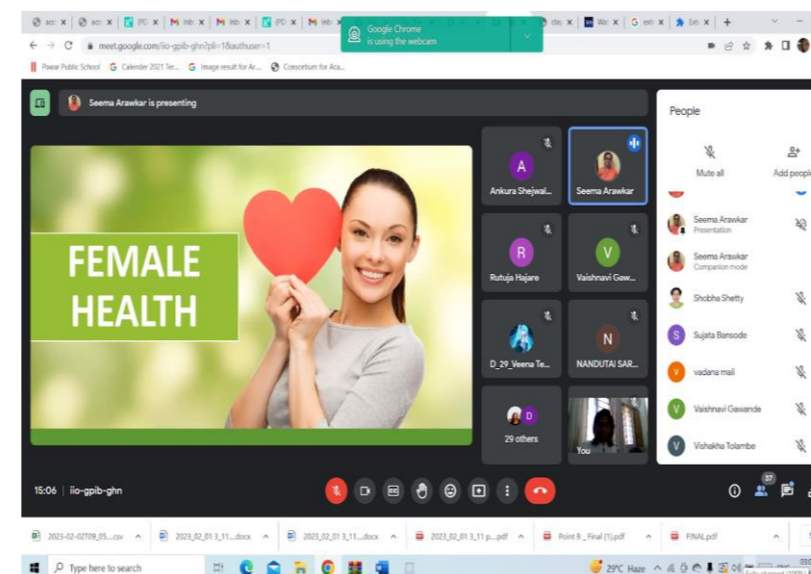 Google Chrome
is using the webcam
meet.google.com/iio-gpib-ghn?pli=1&authuser=1
Pawar Public School
Calender 2021 Ter...
Image result for Ar...
Consortium for Aca...
Seema Arawkar is presenting
FEMALE
HEALTH
Ankura Shejwal...
Seema Arawkar
Rutuja Hajare
Vaishnavi Gaw...
D_29_Veena Te...
NANDUTAI SAR...
29 others
You
People
Mute all
Add people
Seema Arawkar
Presentation
Seema Arawkar
Companion mode
Shobha Shetty
Sujata Bansode
vadana mali
Vaishnavi Gawande
Vishakha Tolambe
15:06 | iio-gpib-ghn
37
2023-02-02T09_05....csv
2023_02_01 3_11....docx
2023_02_01 3_11....docx
2023_02_01 3_11 p....pdf
Point B _ Final (1).pdf
FINAL.pdf
Type here to search
29°C Haze